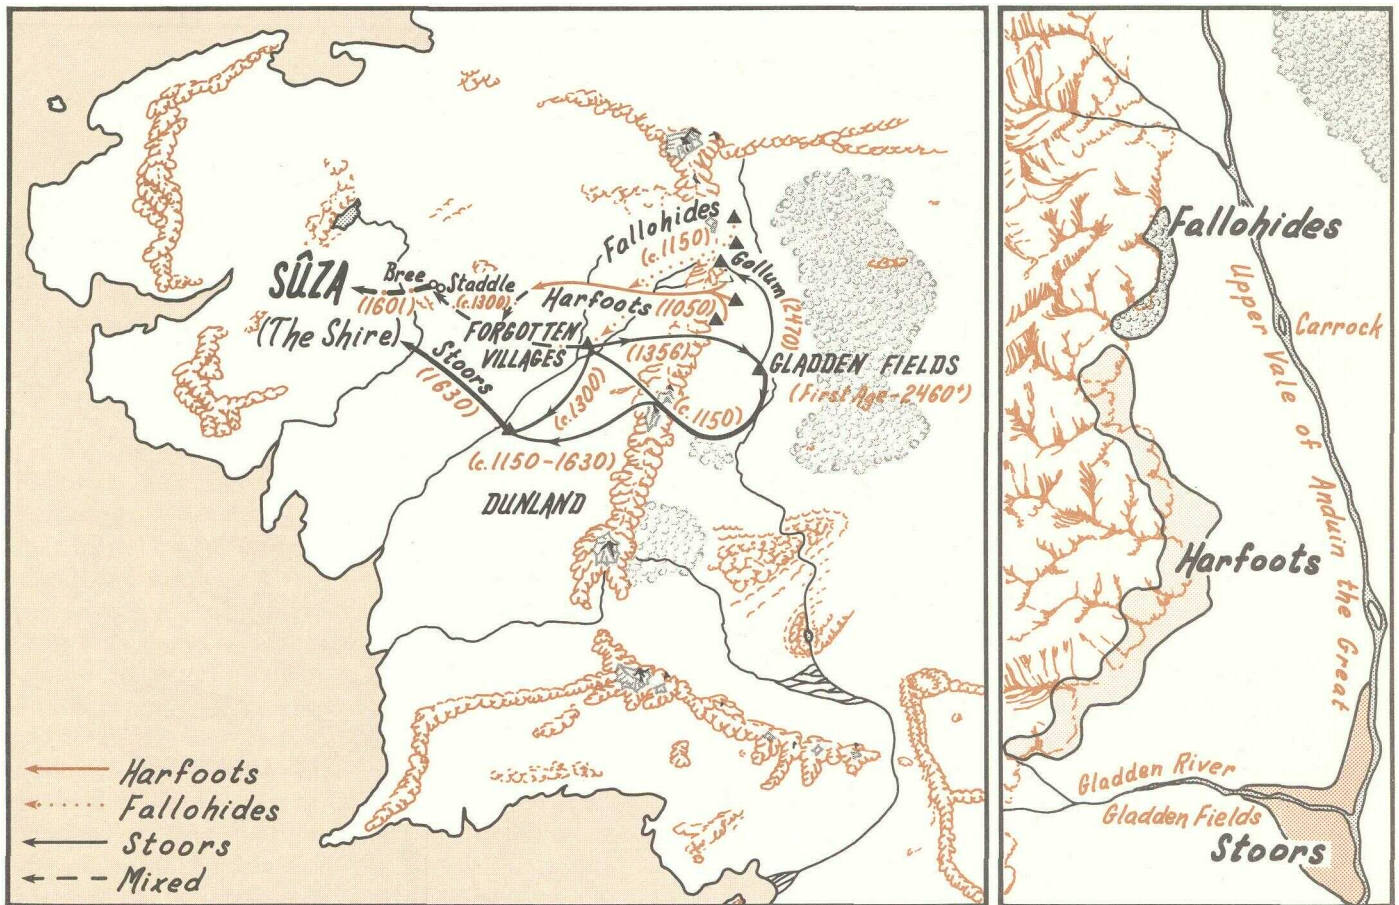 Fallohides
(c.1150)
Gollum
(2470)
SÛZA
(The Shire)
Bree
(1601)
Staddle
(c.1300)
Harfoots
(1050)
FORGOTTEN
VILLAGES
(1356)
Stoors
(1630)
(c.1300)
GLADDEN FIELDS
(First Age-2460+)
(c.1150)
(c.1150-1630)
DUNLAND
Harfoots
Fallohides
Stoors
Mixed
Fallohides
Upper Vale of Anduin the Great
Carrock
Harfoots
Gladden River
Gladden Fields
Stoors